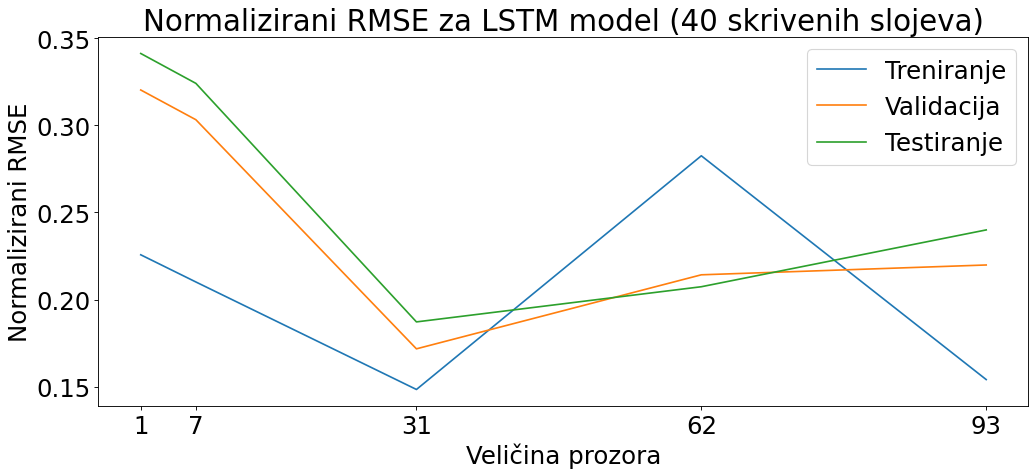 Normalizirani RMSE za LSTM model (40 skrivenih slojeva)
Normalizirani RMSE
0.35
0.30
0.25
0.20
0.15
Treniranje
Validacija
Testiranje
1 7 31 62 93
Veličina prozora